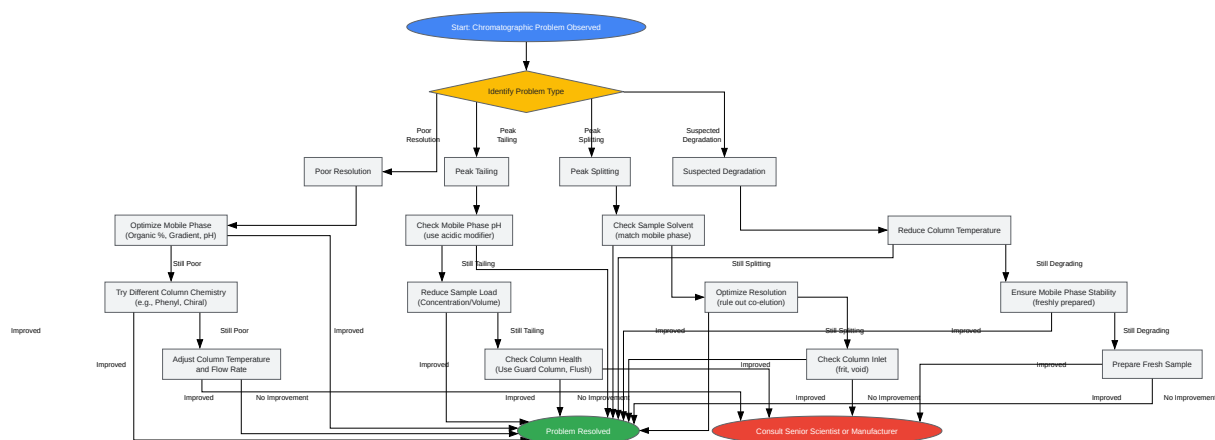 Start: Chromatographic Problem Observed
Identify Problem Type
Poor
Resolution
Peak
Tailing
Peak
Splitting
Suspected
Degradation
Poor Resolution
Peak Tailing
Peak Splitting
Suspected Degradation
Optimize Mobile Phase
(Organic %, Gradient, pH)
Check Mobile Phase pH
(use acidic modifier)
Check Sample Solvent
(match mobile phase)
Reduce Column Temperature
Still Poor
Still Tailing
Still Splitting
Still Degrading
Try Different Column Chemistry
(e.g., Phenyl, Chiral)
Reduce Sample Load
(Concentration/Volume)
Optimize Resolution
(rule out co-elution)
Ensure Mobile Phase Stability
(freshly prepared)
Improved
Still Poor
Improved
Still Tailing
Improved
Still Splitting
Improved
Still Degrading
Adjust Column Temperature
and Flow Rate
Check Column Health
(Use Guard Column, Flush)
Check Column Inlet
(frit, void)
Prepare Fresh Sample
Improved
Improved
Improved
Improved
Improved
No Improvement
Improved
No Improvement
Improved
No Improvement
Improved
No Improvement
Problem Resolved
Consult Senior Scientist or Manufacturer